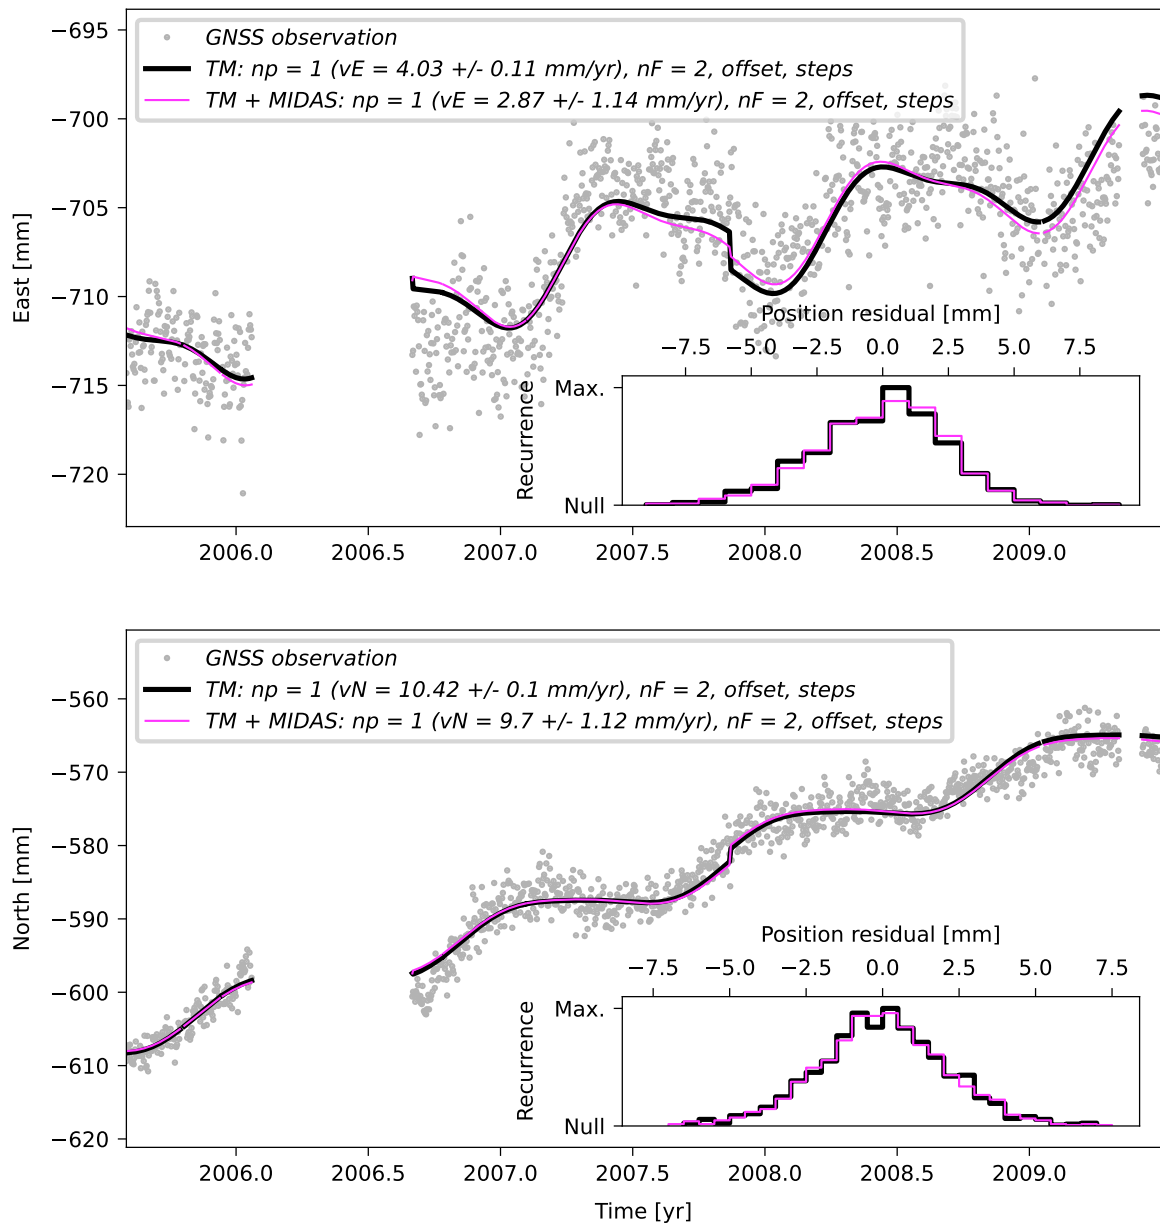 −695
−700
−705
−710
−715
−720
East [mm]
GNSS observation
TM: np = 1 (vE = 4.03 +/- 0.11 mm/yr), nF = 2, offset, steps
TM + MIDAS: np = 1 (vE = 2.87 +/- 1.14 mm/yr), nF = 2, offset, steps
Position residual [mm]
−7.5 −5.0 −2.5 0.0 2.5 5.0 7.5
Max.
Null
Recurrence
2006.0 2006.5 2007.0 2007.5 2008.0 2008.5 2009.0
−560
−570
−580
−590
−600
−610
−620
North [mm]
GNSS observation
TM: np = 1 (vN = 10.42 +/- 0.1 mm/yr), nF = 2, offset, steps
TM + MIDAS: np = 1 (vN = 9.7 +/- 1.12 mm/yr), nF = 2, offset, steps
Position residual [mm]
−7.5 −5.0 −2.5 0.0 2.5 5.0 7.5
Max.
Null
Recurrence
2006.0 2006.5 2007.0 2007.5 2008.0 2008.5 2009.0
Time [yr]